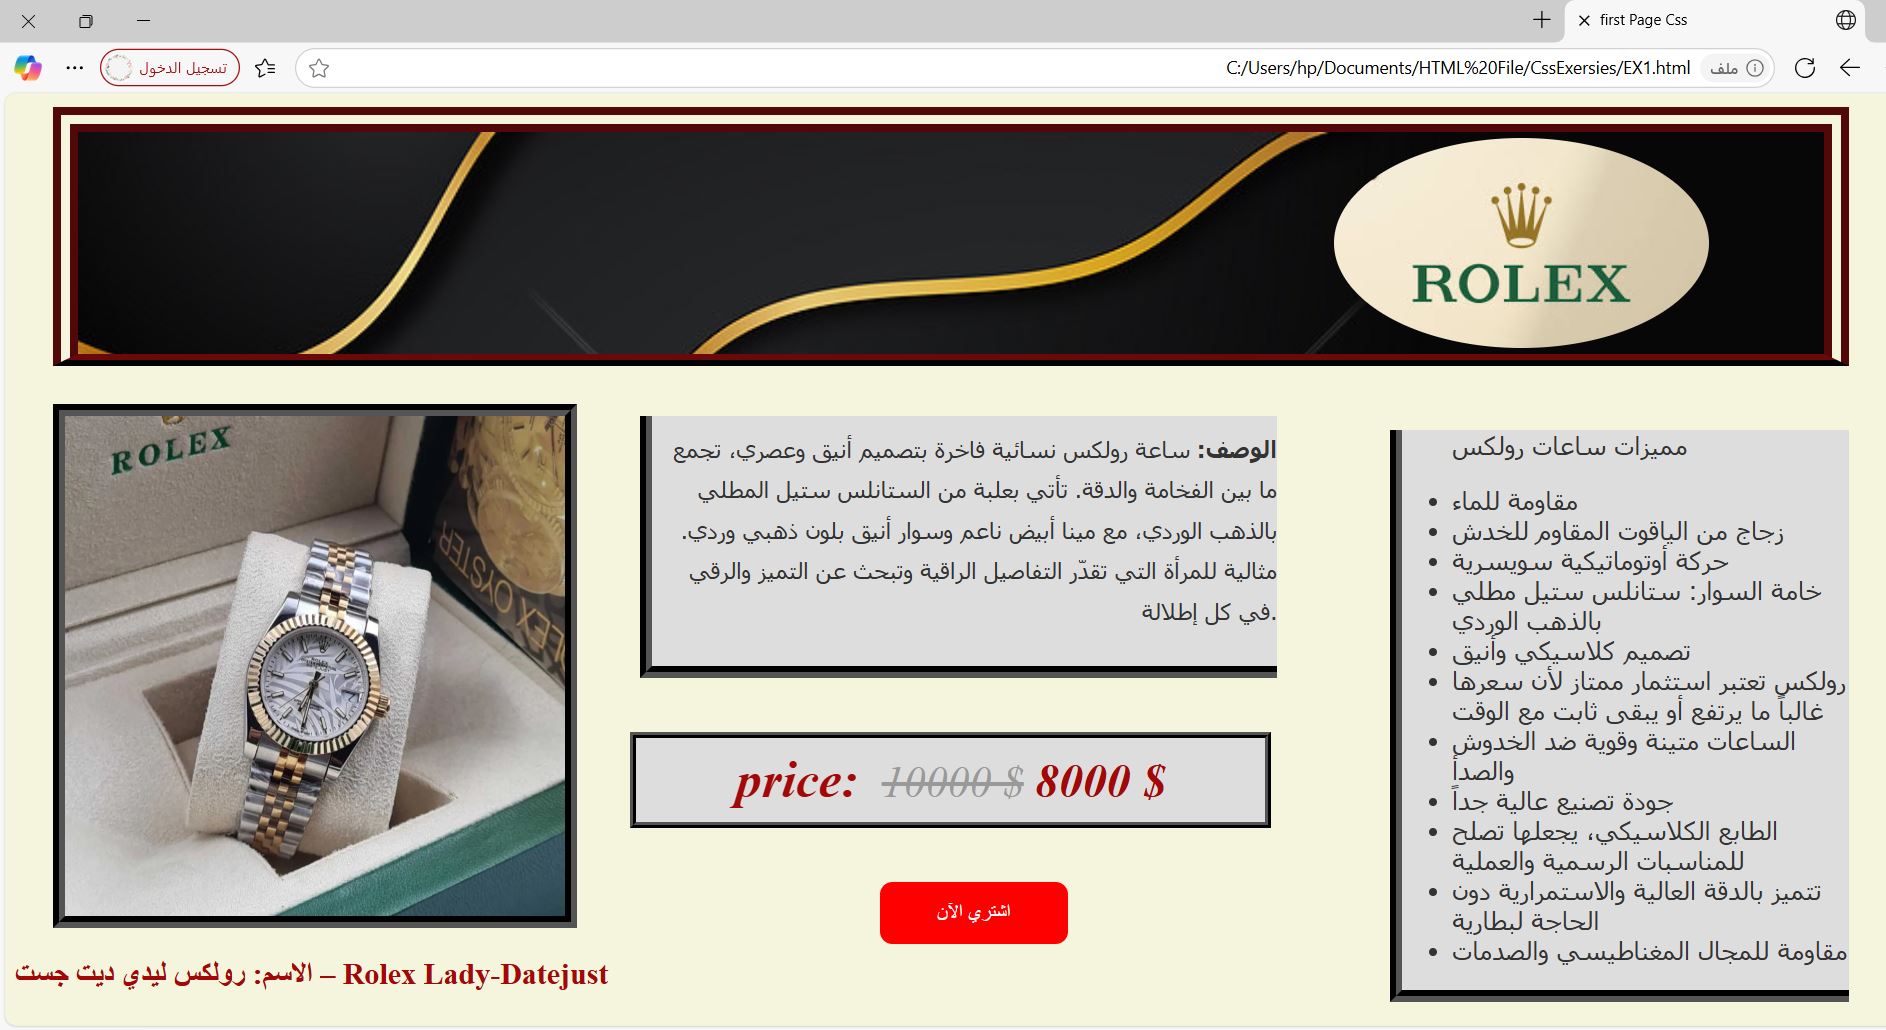 first Page Css
تسجيل الدخول
C:/Users/hp/Documents/HTML%20File/CssExersies/EX1.html
ملف
ROLEX
ROLEX
ROLEX OYSTER
الوصف: ساعة رولكس نسائية فاخرة بتصميم أنيق وعصري، تجمع
ما بين الفخامة والدقة. تأتي بعلبة من الستانلس ستيل المطلي
بالذهب الوردي، مع مينا أبيض ناعم وسوار أنيق بلون ذهبي وردي.
مثالية للمرأة التي تقدّر التفاصيل الراقية وتبحث عن التميز والرقي
.في كل إطلالة
price: 10000 $ 8000 $
اشتري الآن
الاسم: رولكس ليدي ديت جست – Rolex Lady-Datejust
مميزات ساعات رولكس
مقاومة للماء
زجاج من الياقوت المقاوم للخدش
حركة أوتوماتيكية سويسرية
خامة السوار: ستانلس ستيل مطلي
بالذهب الوردي
تصميم كلاسيكي وأنيق
رولكس تعتبر استثمار ممتاز لأن سعرها
غالباً ما يرتفع أو يبقى ثابت مع الوقت
الساعات متينة وقوية ضد الخدوش
والصدأ
جودة تصنيع عالية جداً
الطابع الكلاسيكي، يجعلها تصلح
للمناسبات الرسمية والعملية
تتميز بالدقة العالية والاستمرارية دون
الحاجة لبطارية
مقاومة للمجال المغناطيسي والصدمات